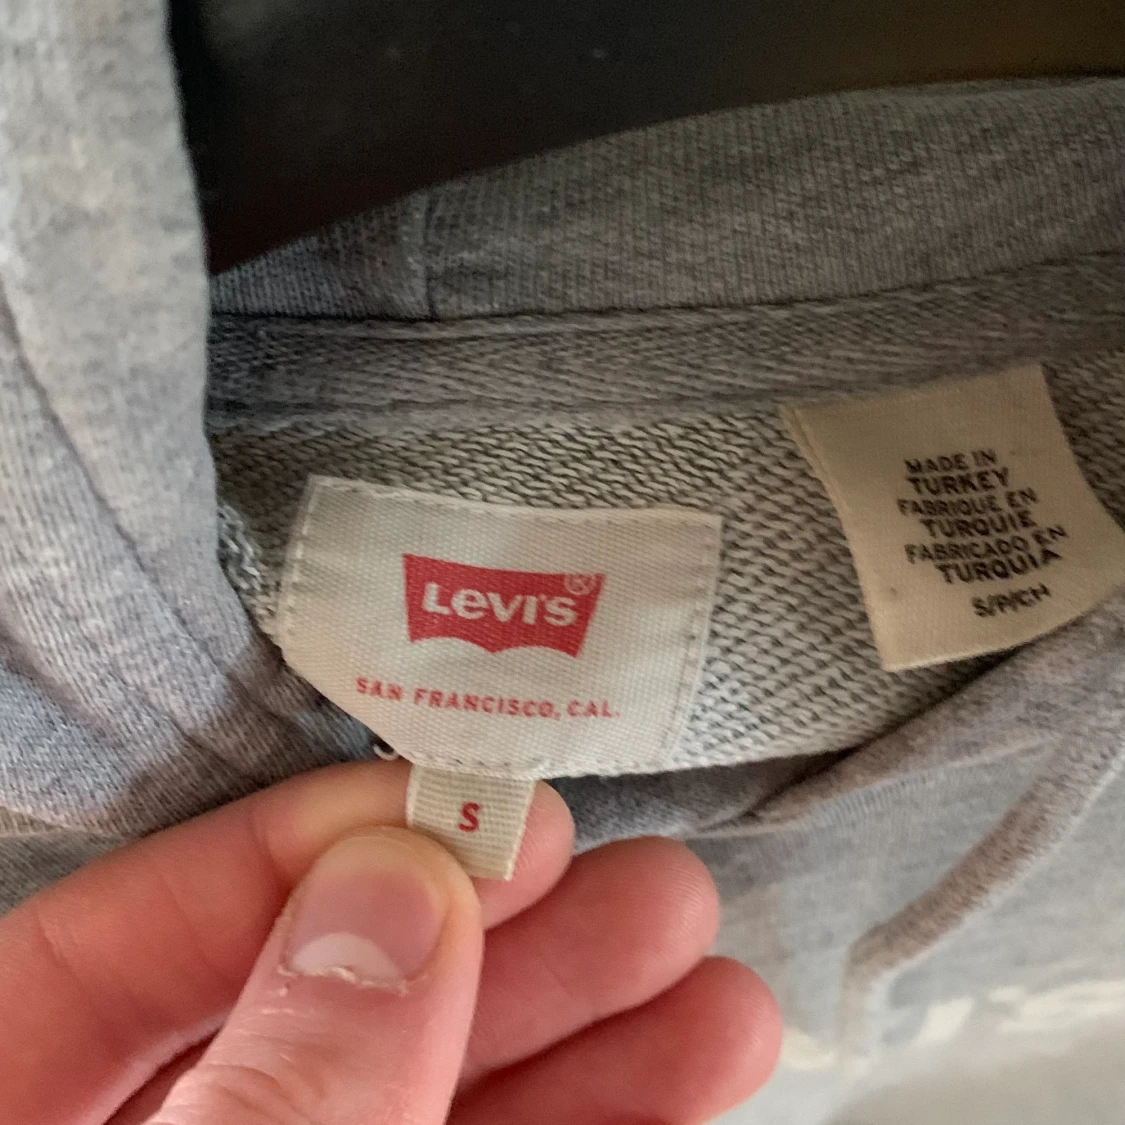 LEVI'S®
SAN FRANCISCO, CAL.
S
MADE IN
TURKEY
FABRIQUE EN
TURQUIE
FABRICADO EN
TURQUIA
S/P/CH